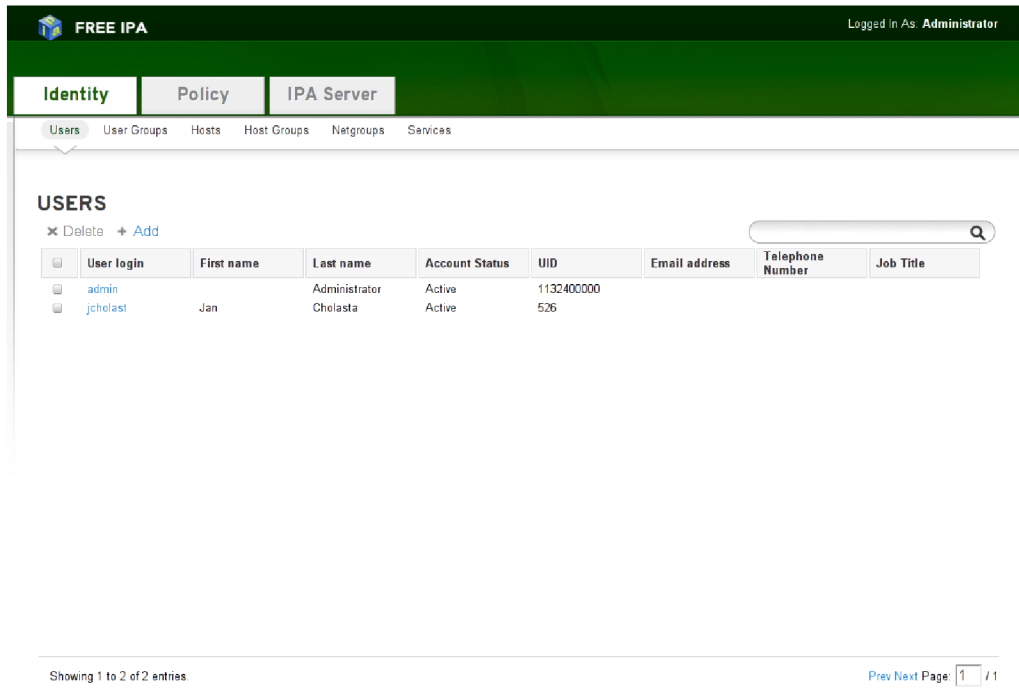 FREE IPA
Logged In As: Administrator
Identity Policy IPA Server
Users User Groups Hosts Host Groups Netgroups Services
USERS
Delete + Add
User login First name Last name Account Status UID Email address Telephone Number Job Title
admin Administrator Active 1132400000
jcholast Jan Cholasta Active 526
Showing 1 to 2 of 2 entries.
Prev Next Page: 1 / 1